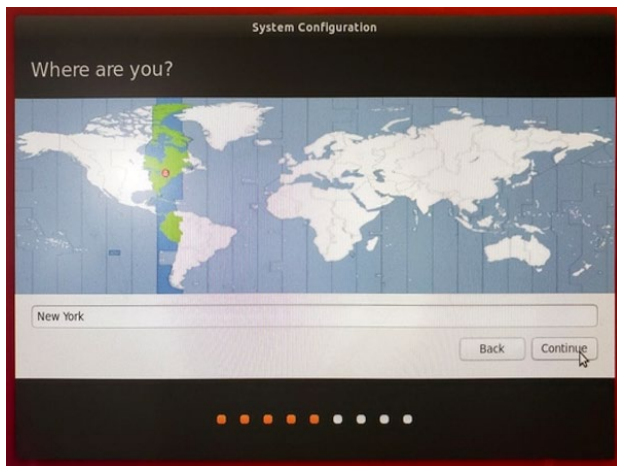 System Configuration
Where are you?
New York
Back
Continue